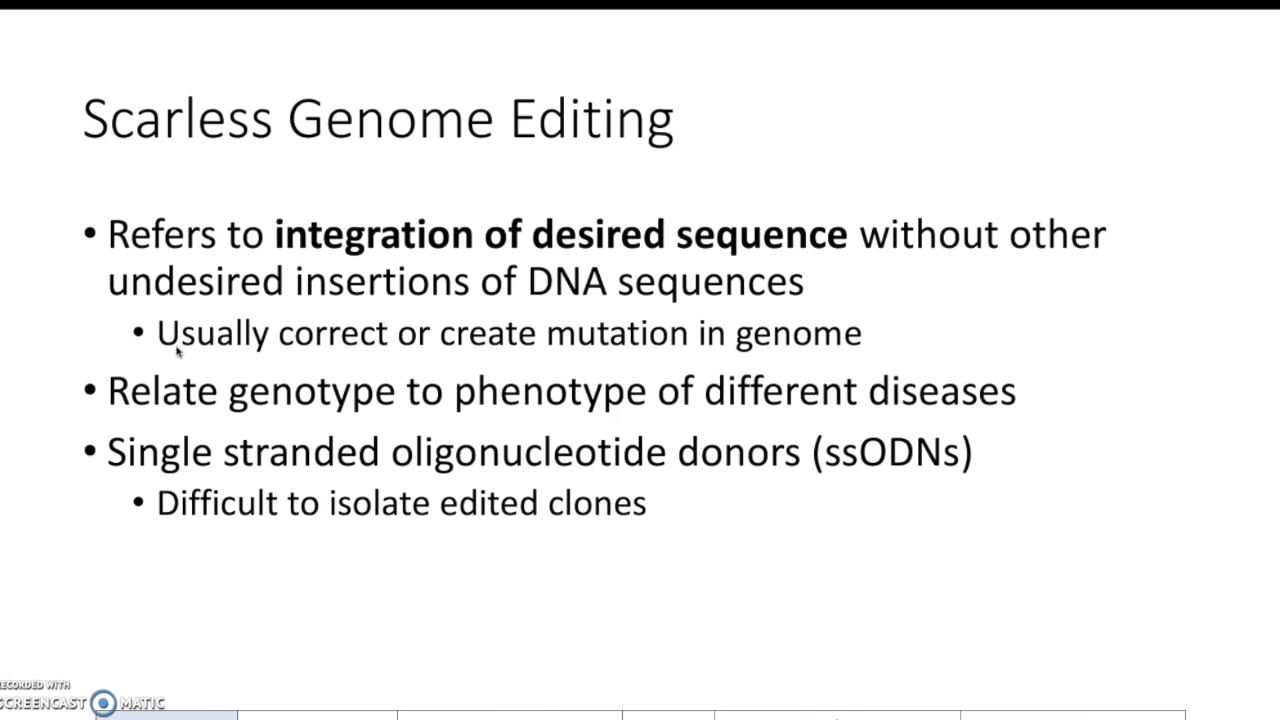 Scarless Genome Editing
• Refers to integration of desired sequence without other
undesired insertions of DNA sequences
• Usually correct or create mutation in genome
• Relate genotype to phenotype of different diseases
• Single stranded oligonucleotide donors (ssODNs)
• Difficult to isolate edited clones
RECORDED WITH
SCREENCAST MATIC